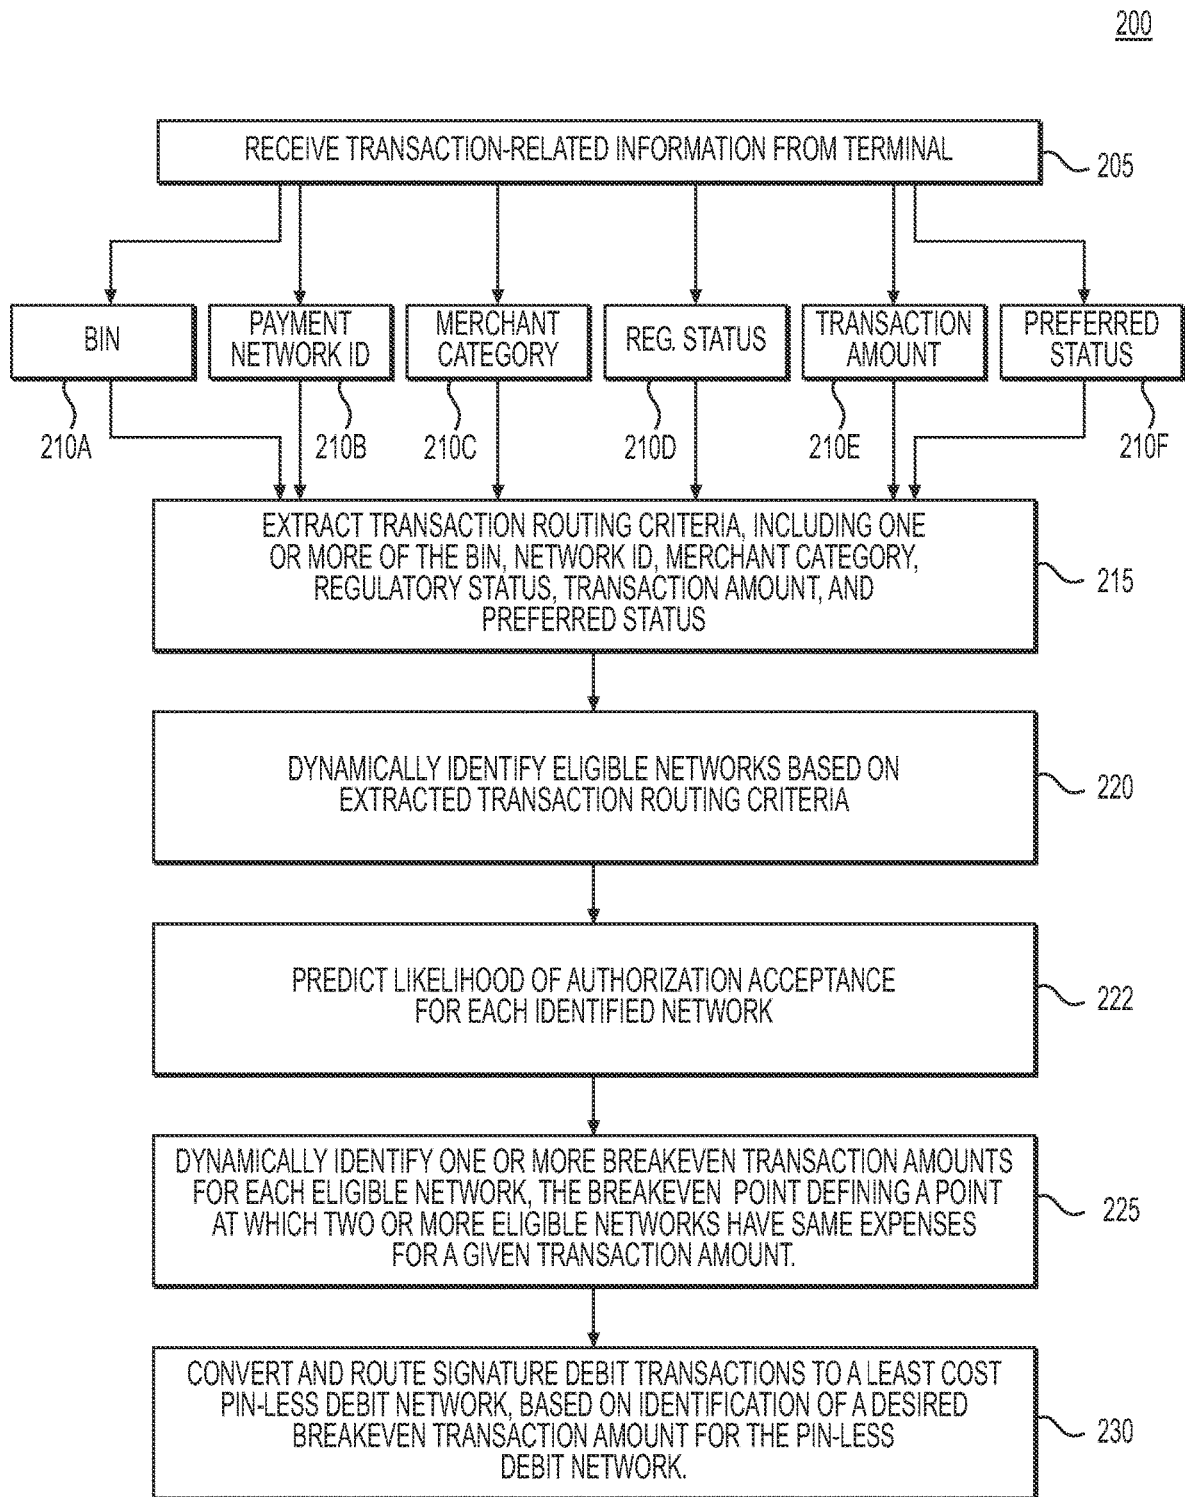 200
RECEIVE TRANSACTION-RELATED INFORMATION FROM TERMINAL
205
BIN
210A
PAYMENT
NETWORK ID
210B
MERCHANT
CATEGORY
210C
REG. STATUS
210D
TRANSACTION
AMOUNT
210E
PREFERRED
STATUS
210F
EXTRACT TRANSACTION ROUTING CRITERIA, INCLUDING ONE
OR MORE OF THE BIN, NETWORK ID, MERCHANT CATEGORY,
REGULATORY STATUS, TRANSACTION AMOUNT, AND
PREFERRED STATUS
215
DYNAMICALLY IDENTIFY ELIGIBLE NETWORKS BASED ON
EXTRACTED TRANSACTION ROUTING CRITERIA
220
PREDICT LIKELIHOOD OF AUTHORIZATION ACCEPTANCE
FOR EACH IDENTIFIED NETWORK
222
DYNAMICALLY IDENTIFY ONE OR MORE BREAKEVEN TRANSACTION AMOUNTS
FOR EACH ELIGIBLE NETWORK, THE BREAKEVEN POINT DEFINING A POINT
AT WHICH TWO OR MORE ELIGIBLE NETWORKS HAVE SAME EXPENSES
FOR A GIVEN TRANSACTION AMOUNT.
225
CONVERT AND ROUTE SIGNATURE DEBIT TRANSACTIONS TO A LEAST COST
PIN-LESS DEBIT NETWORK, BASED ON IDENTIFICATION OF A DESIRED
BREAKEVEN TRANSACTION AMOUNT FOR THE PIN-LESS
DEBIT NETWORK.
230